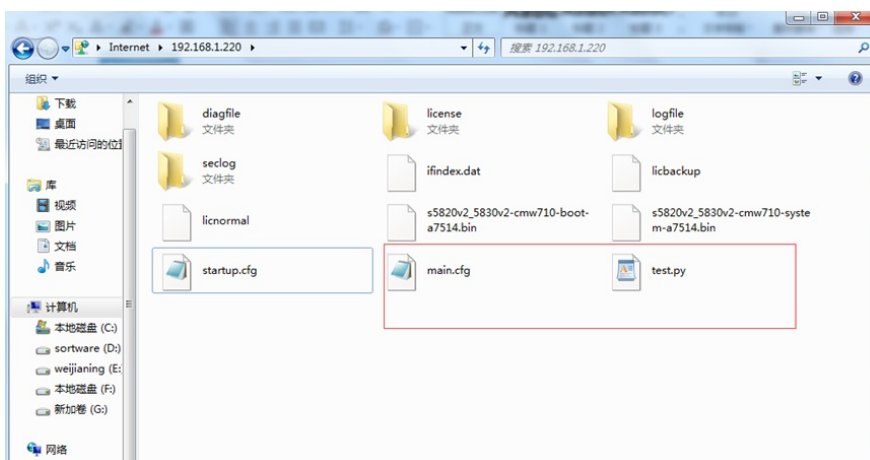 Internet 192.168.1.220
搜索 192.168.1.220
组织
下载
桌面
最近访问的位
库
视频
图片
文档
音乐
计算机
本地磁盘 (C:)
sortware (D:)
weijianing (E:
本地磁盘 (F:)
新加卷 (G:)
网络
diagfile
文件夹
license
文件夹
logfile
文件夹
seclog
文件夹
ifindex.dat
licbackup
licnormal
s5820v2_5830v2-cmw710-boot-
a7514.bin
s5820v2_5830v2-cmw710-syste
m-a7514.bin
startup.cfg
main.cfg
test.py